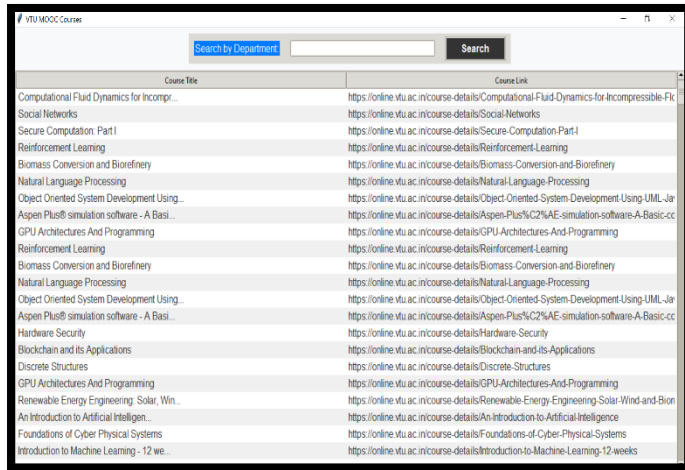 VTU MOOC Courses
Search by Department: Search
Course Title Course Link
Computational Fluid Dynamics for Incompr... https://online.vtu.ac.in/course-details/Computational-Fluid-Dynamics-for-Incompressible-Flo
Social Networks https://online.vtu.ac.in/course-details/Social-Networks
Secure Computation: Part I https://online.vtu.ac.in/course-details/Secure-Computation-Part-I
Reinforcement Learning https://online.vtu.ac.in/course-details/Reinforcement-Learning
Biomass Conversion and Biorefinery https://online.vtu.ac.in/course-details/Biomass-Conversion-and-Biorefinery
Natural Language Processing https://online.vtu.ac.in/course-details/Natural-Language-Processing
Object Oriented System Development Using... https://online.vtu.ac.in/course-details/Object-Oriented-System-Development-Using-UML-Jav
Aspen Plus® simulation software - A Basi... https://online.vtu.ac.in/course-details/Aspen-Plus%C2%AE-simulation-software-A-Basic-cc
GPU Architectures And Programming https://online.vtu.ac.in/course-details/GPU-Architectures-And-Programming
Reinforcement Learning https://online.vtu.ac.in/course-details/Reinforcement-Learning
Biomass Conversion and Biorefinery https://online.vtu.ac.in/course-details/Biomass-Conversion-and-Biorefinery
Natural Language Processing https://online.vtu.ac.in/course-details/Natural-Language-Processing
Object Oriented System Development Using... https://online.vtu.ac.in/course-details/Object-Oriented-System-Development-Using-UML-Jav
Aspen Plus® simulation software - A Basi... https://online.vtu.ac.in/course-details/Aspen-Plus%C2%AE-simulation-software-A-Basic-cc
Hardware Security https://online.vtu.ac.in/course-details/Hardware-Security
Blockchain and its Applications https://online.vtu.ac.in/course-details/Blockchain-and-its-Applications
Discrete Structures https://online.vtu.ac.in/course-details/Discrete-Structures
GPU Architectures And Programming https://online.vtu.ac.in/course-details/GPU-Architectures-And-Programming
Renewable Energy Engineering: Solar, Win... https://online.vtu.ac.in/course-details/Renewable-Energy-Engineering-Solar-Wind-and-Biom
An Introduction to Artificial Intelligen... https://online.vtu.ac.in/course-details/An-Introduction-to-Artificial-Intelligence
Foundations of Cyber Physical Systems https://online.vtu.ac.in/course-details/Foundations-of-Cyber-Physical-Systems
Introduction to Machine Learning - 12 we... https://online.vtu.ac.in/course-details/Introduction-to-Machine-Learning-12-weeks